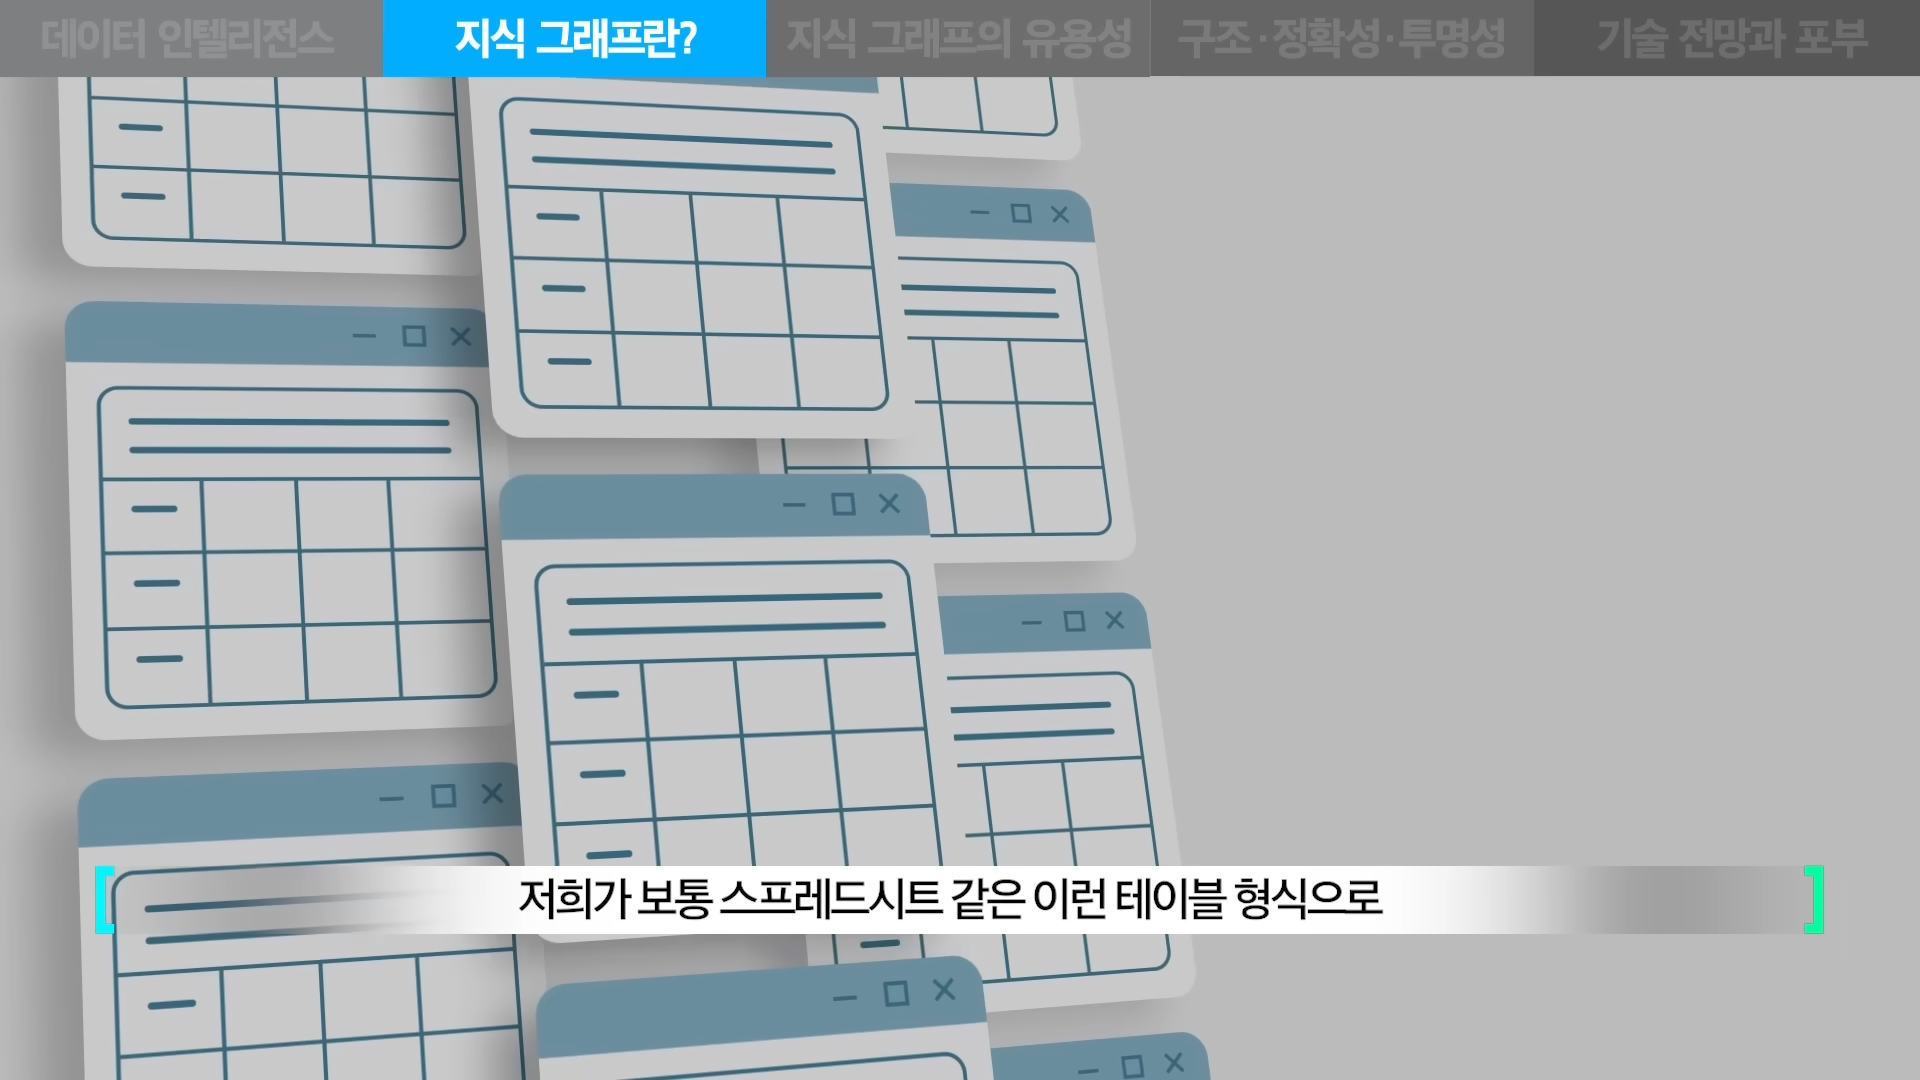 데이터 인텔리전스
지식 그래프란?
지식 그래프의 유용성
구조·정확성·투명성
기술 전망과 포부
저희가 보통 스프레드시트 같은 이런 테이블 형식으로